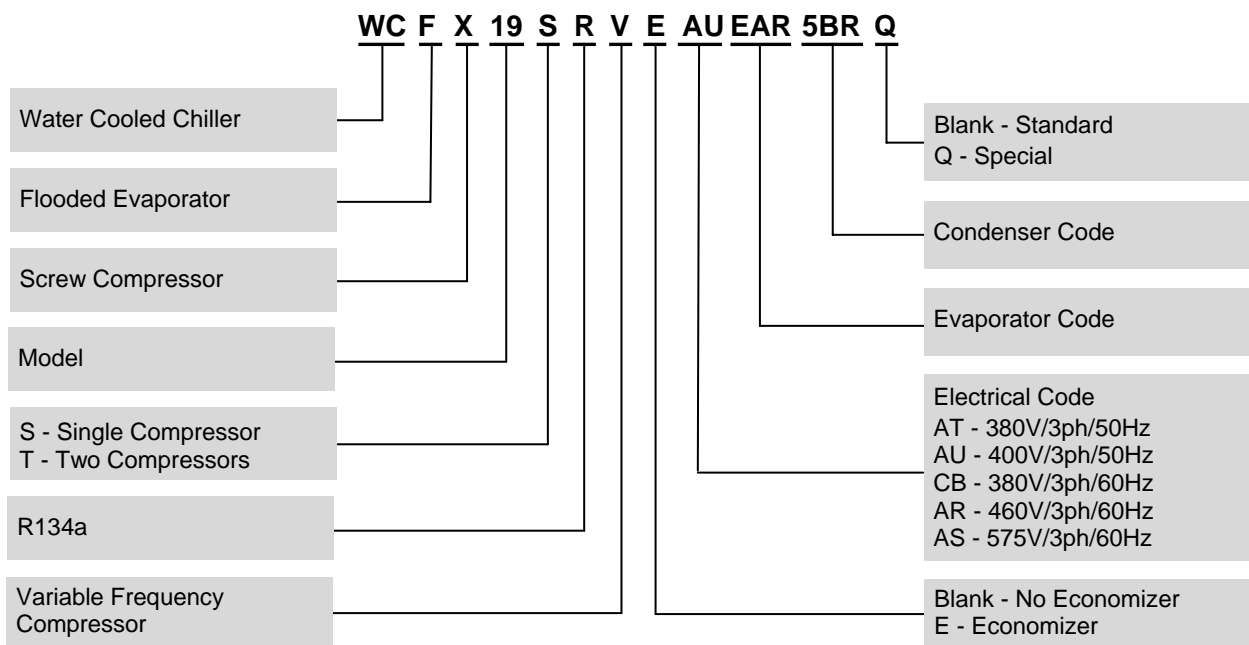 WC F X 19 S R V E AU EAR 5BR Q
Water Cooled Chiller
Flooded Evaporator
Screw Compressor
Model
S - Single Compressor
T - Two Compressors
R134a
Variable Frequency
Compressor
Blank - Standard
Q - Special
Condenser Code
Evaporator Code
Electrical Code
AT - 380V/3ph/50Hz
AU - 400V/3ph/50Hz
CB - 380V/3ph/60Hz
AR - 460V/3ph/60Hz
AS - 575V/3ph/60Hz
Blank - No Economizer
E - Economizer